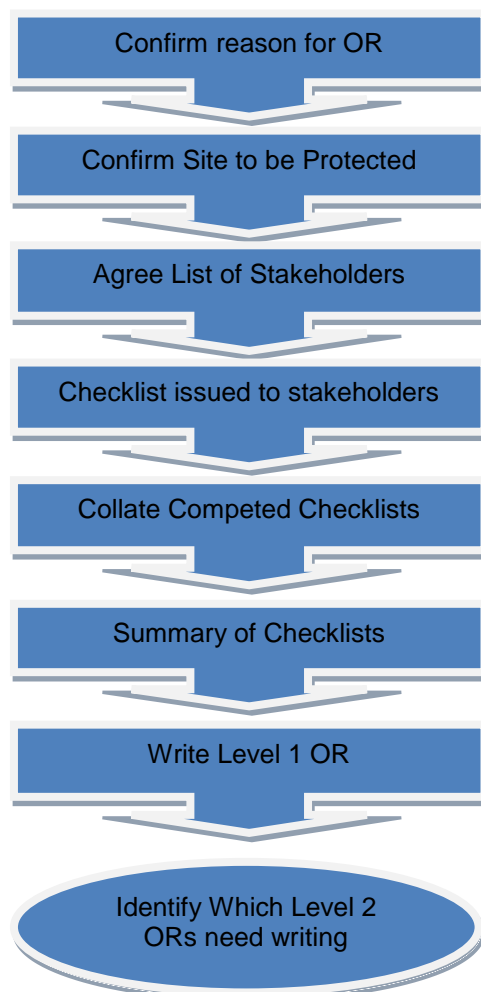 Confirm reason for OR
Confirm Site to be Protected
Agree List of Stakeholders
Checklist issued to stakeholders
Collate Competed Checklists
Summary of Checklists
Write Level 1 OR
Identify Which Level 2
ORs need writing